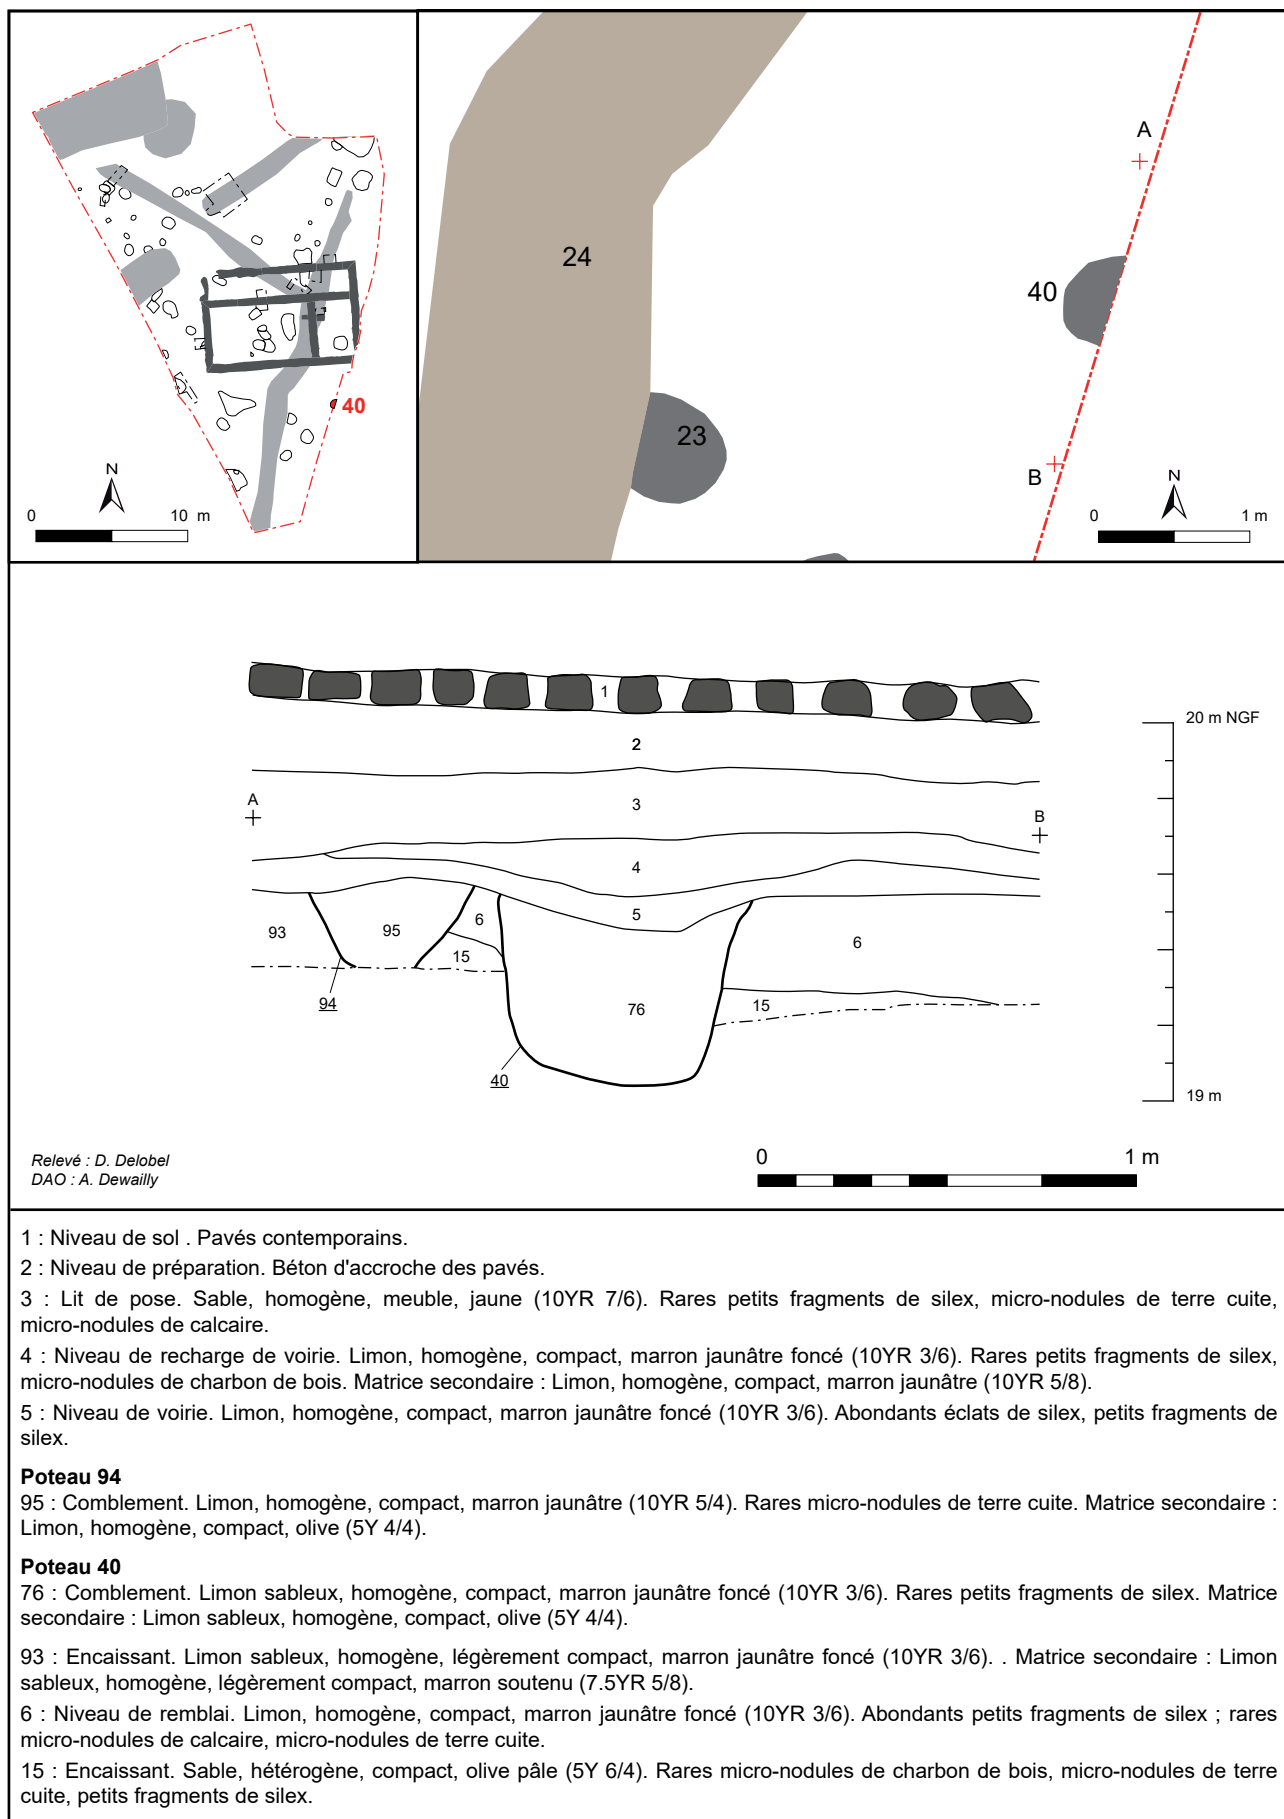 40
N
0 10 m
24
23
40
A
B
N
0 1 m
1
2
3
A
B
4
5
6
93
95
6
15
94
76
15
40
20 m NGF
19 m
0 1 m
Relevé : D. Delobel
DAO : A. Dewailly
1 : Niveau de sol . Pavés contemporains.
2 : Niveau de préparation. Béton d'accroche des pavés.
3 : Lit de pose. Sable, homogène, meuble, jaune (10YR 7/6). Rares petits fragments de silex, micro-nodules de terre cuite,
micro-nodules de calcaire.
4 : Niveau de recharge de voirie. Limon, homogène, compact, marron jaunâtre foncé (10YR 3/6). Rares petits fragments de silex,
micro-nodules de charbon de bois. Matrice secondaire : Limon, homogène, compact, marron jaunâtre (10YR 5/8).
5 : Niveau de voirie. Limon, homogène, compact, marron jaunâtre foncé (10YR 3/6). Abondants éclats de silex, petits fragments de
silex.
Poteau 94
95 : Comblement. Limon, homogène, compact, marron jaunâtre (10YR 5/4). Rares micro-nodules de terre cuite. Matrice secondaire :
Limon, homogène, compact, olive (5Y 4/4).
Poteau 40
76 : Comblement. Limon sableux, homogène, compact, marron jaunâtre foncé (10YR 3/6). Rares petits fragments de silex. Matrice
secondaire : Limon sableux, homogène, compact, olive (5Y 4/4).
93 : Encaissant. Limon sableux, homogène, légèrement compact, marron jaunâtre foncé (10YR 3/6). . Matrice secondaire : Limon
sableux, homogène, légèrement compact, marron soutenu (7.5YR 5/8).
6 : Niveau de remblai. Limon, homogène, compact, marron jaunâtre foncé (10YR 3/6). Abondants petits fragments de silex ; rares
micro-nodules de calcaire, micro-nodules de terre cuite.
15 : Encaissant. Sable, hétérogène, compact, olive pâle (5Y 6/4). Rares micro-nodules de charbon de bois, micro-nodules de terre
cuite, petits fragments de silex.